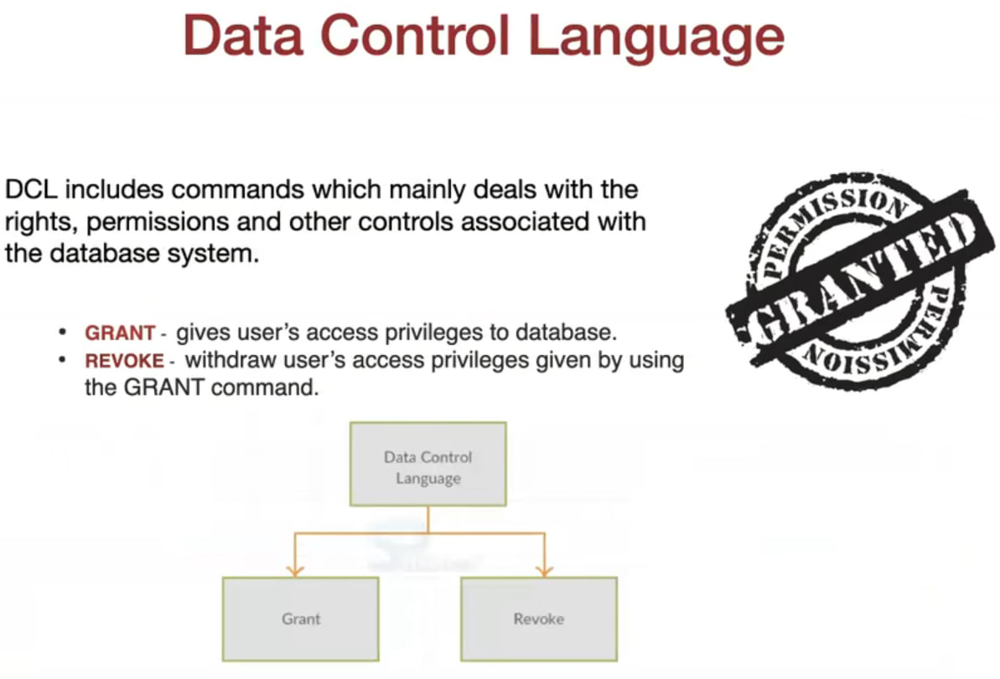 Data Control Language
DCL includes commands which mainly deals with the
rights, permissions and other controls associated with
the database system.
PERMISSION
GRANTED
PERMISSION
• GRANT - gives user's access privileges to database.
• REVOKE - withdraw user's access privileges given by using
the GRANT command.
Data Control
Language
Grant
Revoke